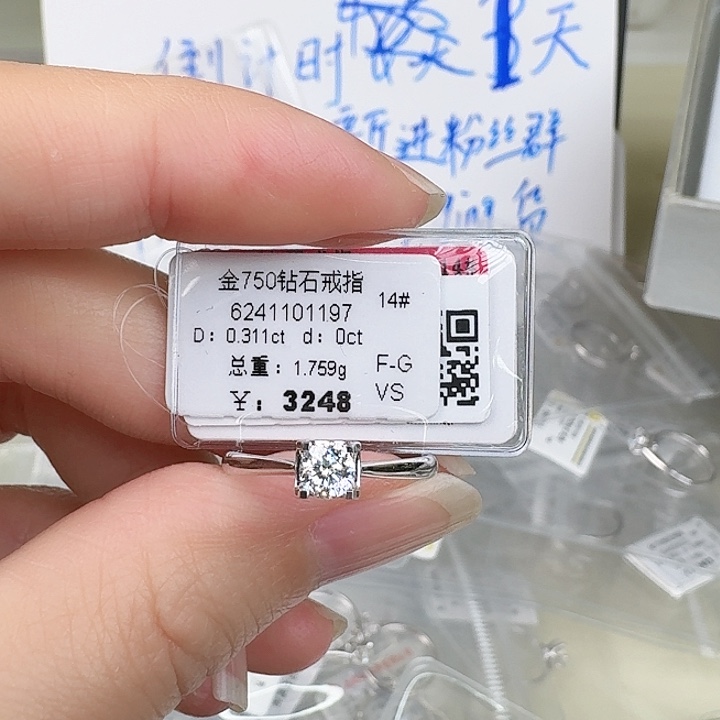 倒计时 1天
新进粉丝群
金750钻石戒指
6241101197
14#
D: 0.311ct d: 0ct
总重: 1.759g
F-G
VS
3248